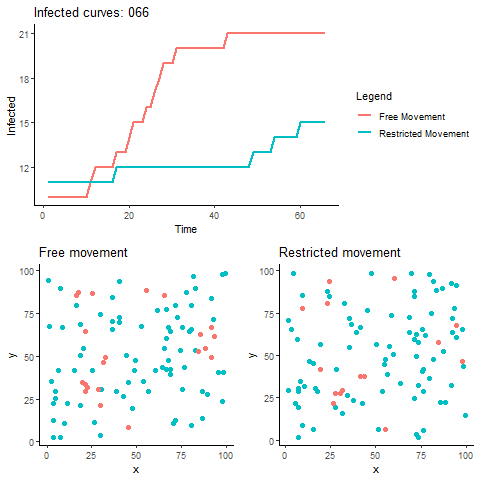 Infected curves: 066
Infected
21
18
15
12
0
20
40
60
Time
Legend
Free Movement
Restricted Movement
Free movement
y
100
75
50
25
0
0
25
50
75
100
x
Restricted movement
y
100
75
50
25
0
0
25
50
75
100
x